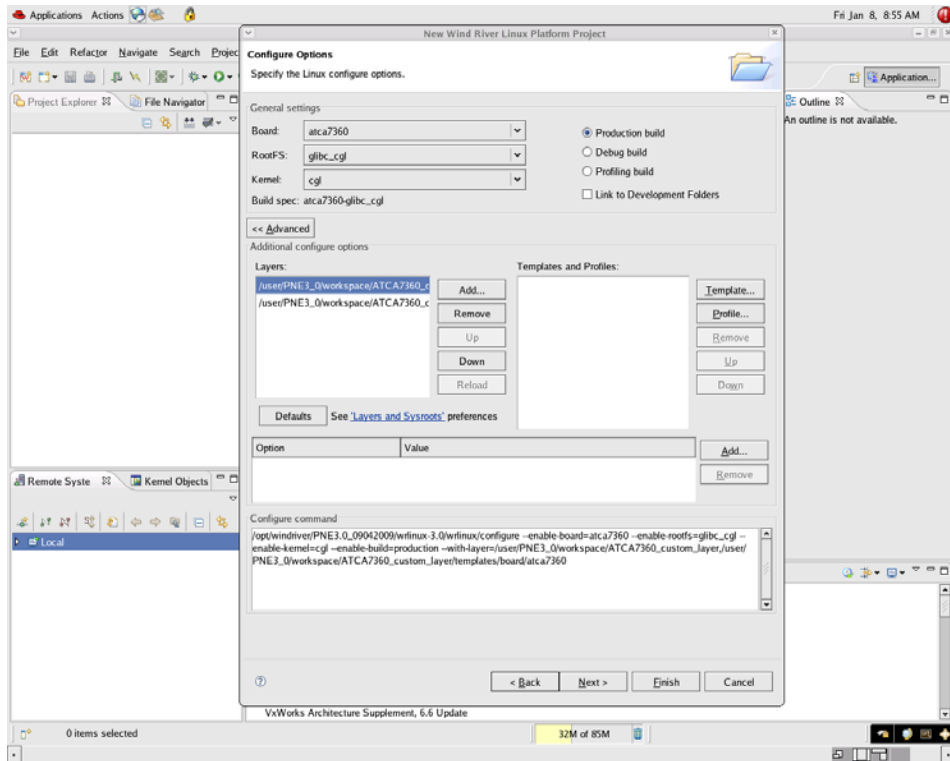 Applications Actions
Fri Jan 8, 8:55 AM
New Wind River Linux Platform Project
File Edit Refactor Navigate Search Projec
Configure Options
Specify the Linux configure options.
Application...
Project Explorer
File Navigator
Outline
An outline is not available.
General settings
Board: atca7360
RootFS: glibc_cgl
Kernel: cgl
Build spec: atca7360-glibc_cgl
Production build
Debug build
Profiling build
Link to Development Folders
<< Advanced
Additional configure options
Layers:
/user/PNE3_0/workspace/ATCA7360_c
/user/PNE3_0/workspace/ATCA7360_c
Add...
Remove
Up
Down
Reload
Templates and Profiles:
Template...
Profile...
Remove
Up
Down
Defaults See 'Layers and Sysroots' preferences
Option Value
Add...
Remove
Remote Syste
Kernel Objects
Local
Configure command
/opt/windriver/PNE3.0_09042009/wrlinux-3.0/wrlinux/configure --enable-board=atca7360 --enable-rootfs=glibc_cgl --
enable-kernel=cgl --enable-build=production --with-layer=/user/PNE3_0/workspace/ATCA7360_custom_layer,/user/
PNE3_0/workspace/ATCA7360_custom_layer/templates/board/atca7360
< Back
Next >
Finish
Cancel
VxWorks Architecture Supplement, 6.6 Update
0 items selected
32M of 85M